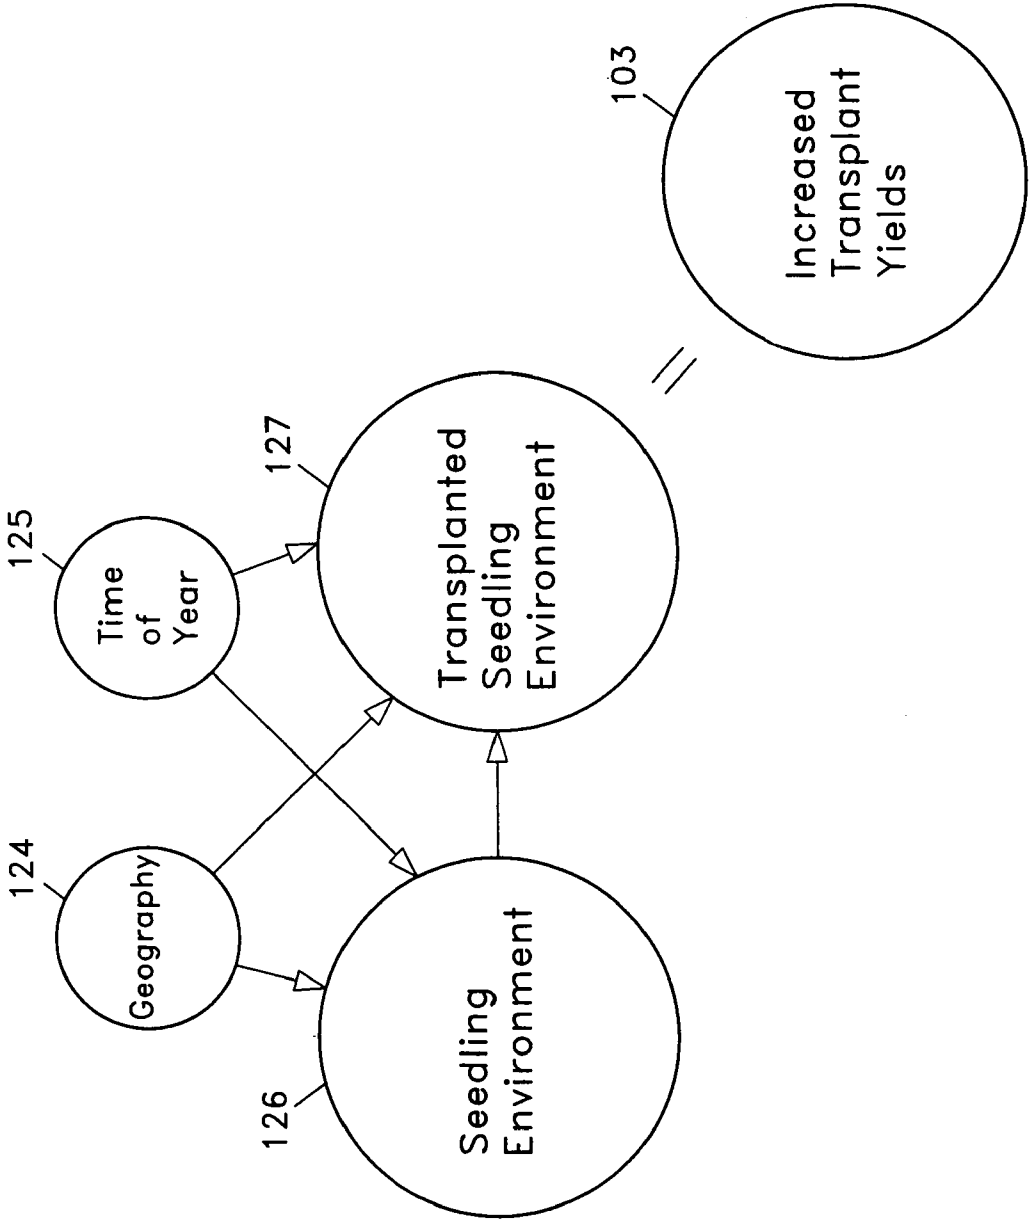 124
Geography
125
Time
of
Year
126
Seedling
Environment
127
Transplanted
Seedling
Environment
=
103
Increased
Transplant
Yields